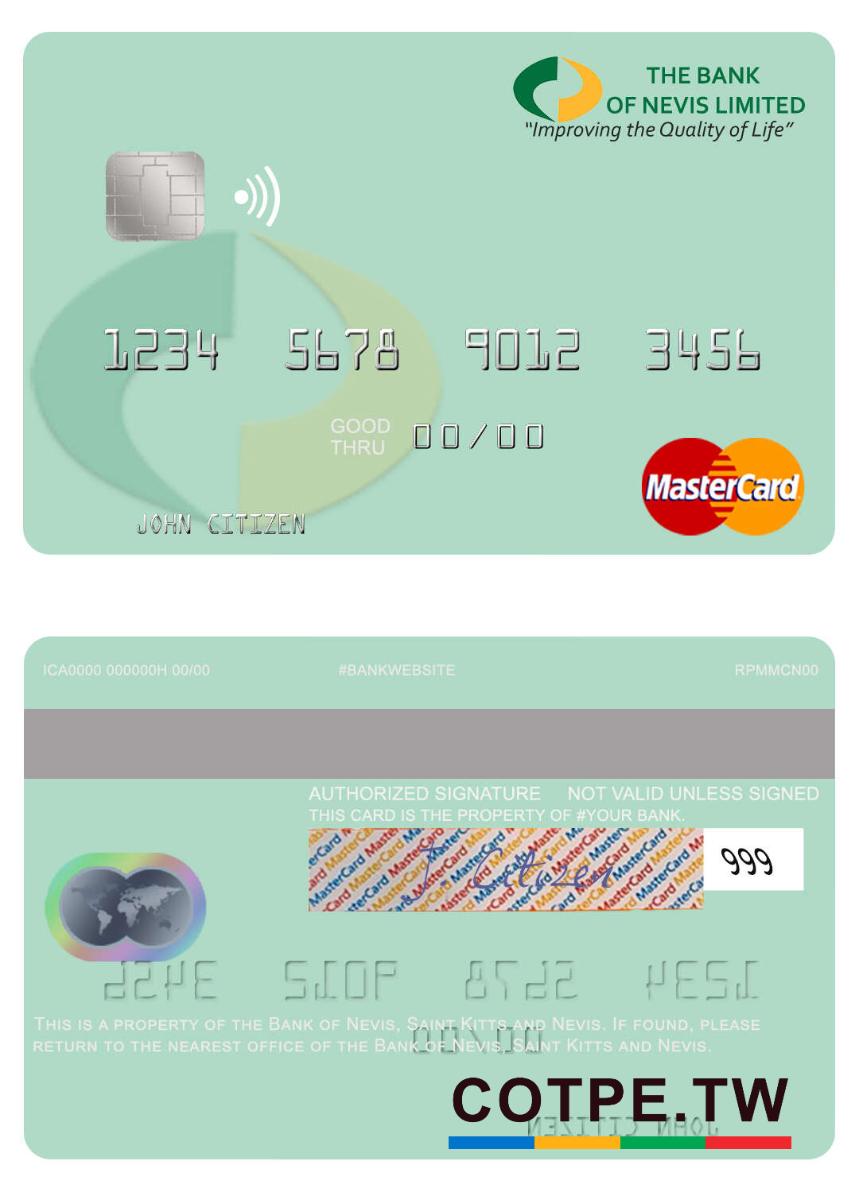 THE BANK
OF NEVIS LIMITED
"Improving the Quality of Life"
1234 5678 9012 3456
GOOD
THRU 00/00
MasterCard
JOHN CITIZEN
ICA0000 000000H 00/00 #BANKWEBSITE RPMMCN00
AUTHORIZED SIGNATURE NOT VALID UNLESS SIGNED
THIS CARD IS THE PROPERTY OF #YOUR BANK.
J. Citizen 999
THIS IS A PROPERTY OF THE BANK OF NEVIS, SAINT KITTS AND NEVIS. IF FOUND, PLEASE
RETURN TO THE NEAREST OFFICE OF THE BANK OF NEVIS, SAINT KITTS AND NEVIS.
COTPE.TW